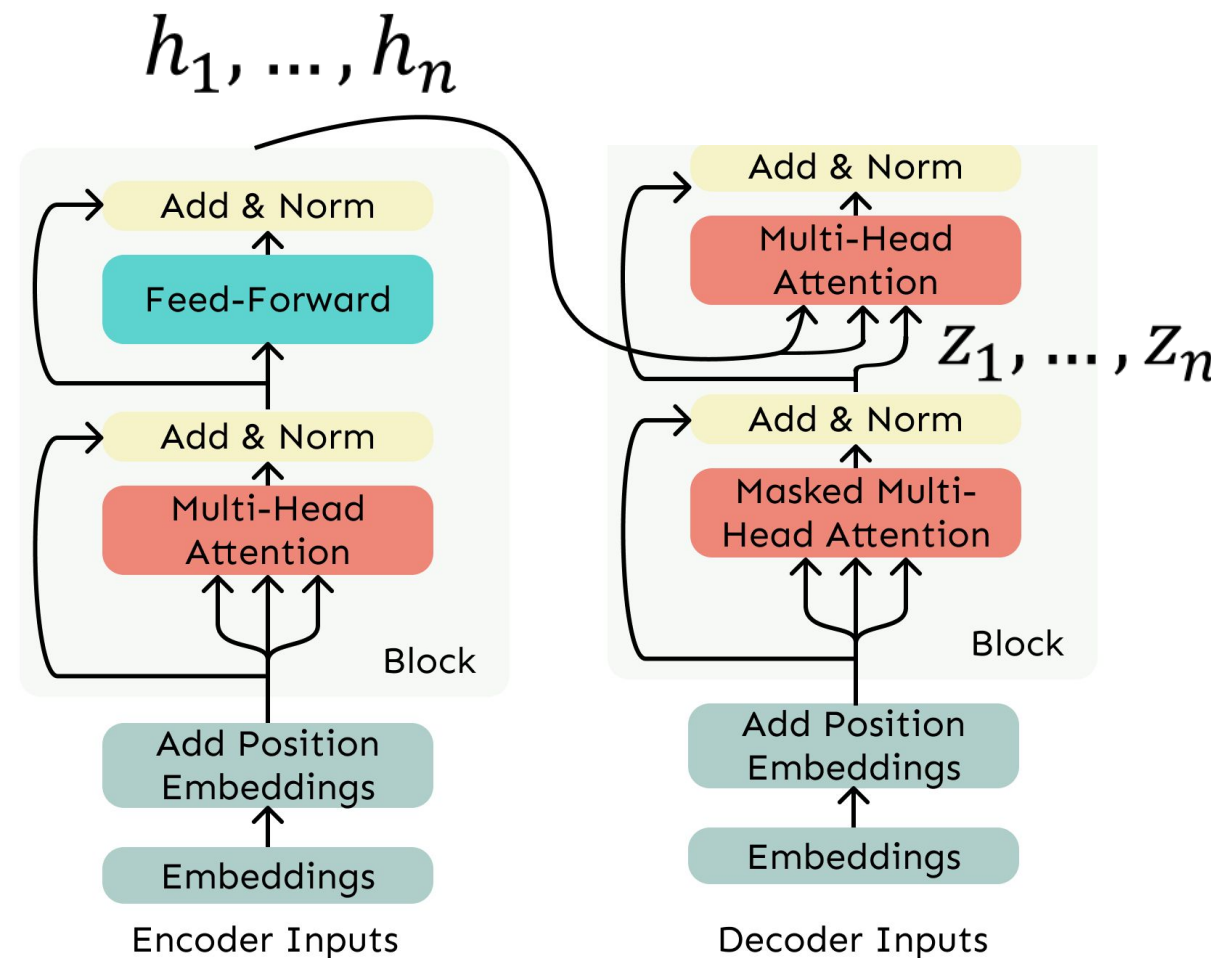 h₁, … , hₙ
Add & Norm
Feed-Forward
Add & Norm
Multi-Head
Attention
Block
Add Position
Embeddings
Embeddings
Encoder Inputs
Add & Norm
Multi-Head
Attention
z₁, … , zₙ
Add & Norm
Masked Multi-
Head Attention
Block
Add Position
Embeddings
Embeddings
Decoder Inputs